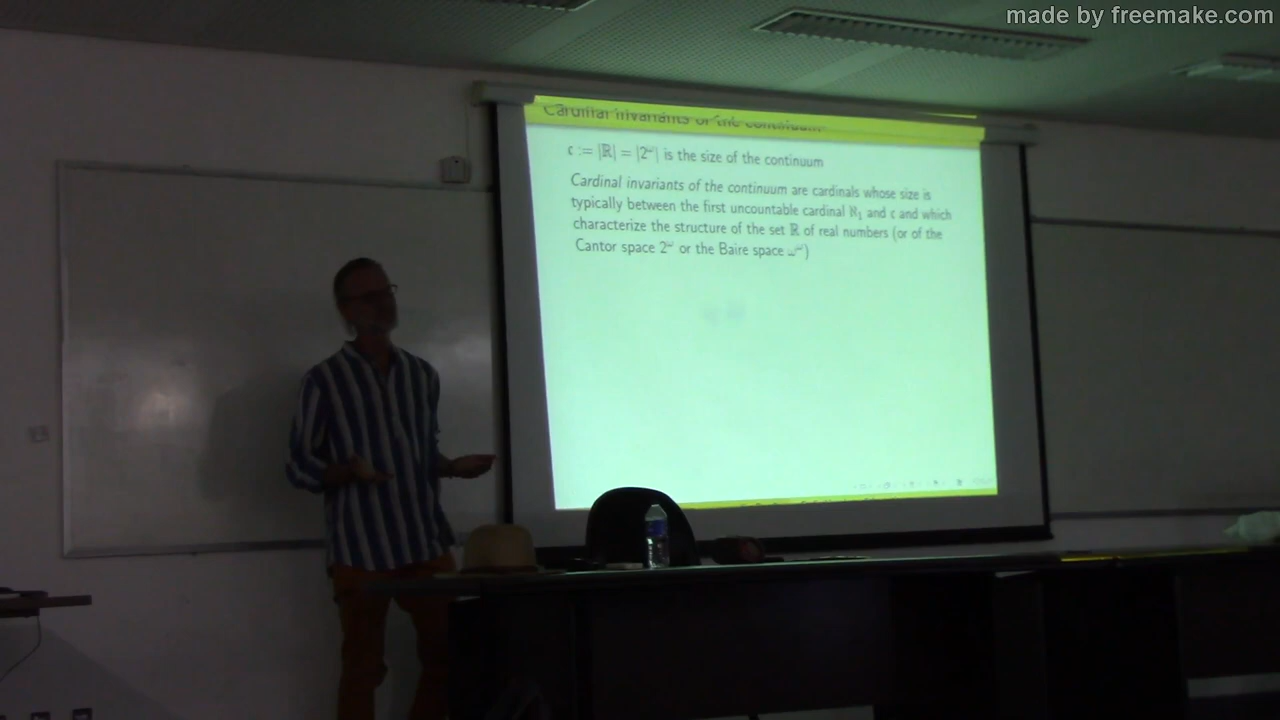 made by freemake.com
Cardinal invariants of the continuum
𝔠 := |ℝ| = |2^ω| is the size of the continuum
Cardinal invariants of the continuum are cardinals whose size is
typically between the first uncountable cardinal ℵ₁ and 𝔠 and which
characterize the structure of the set ℝ of real numbers (or of the
Cantor space 2^ω or the Baire space ω^ω)